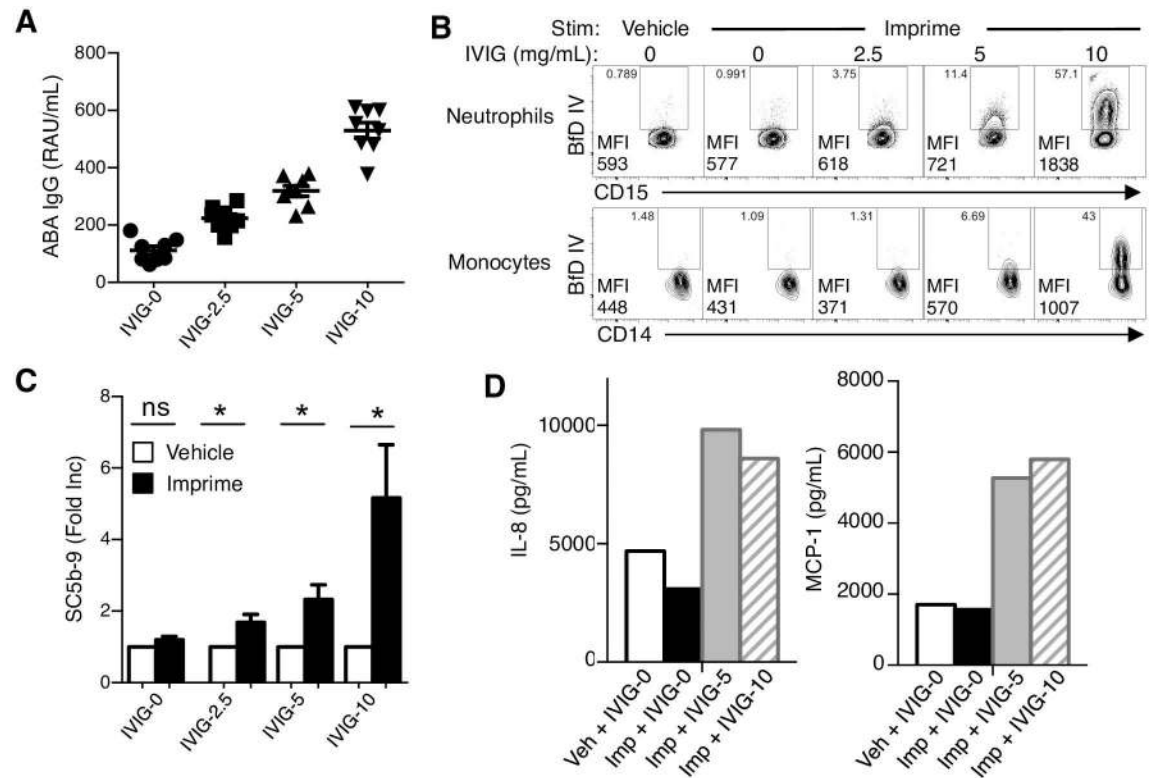 A
ABA IgG (RAU/mL)
800
600
400
200
0
IVIG-0
IVIG-2.5
IVIG-5
IVIG-10
B
Stim: Vehicle Imprime
IVIG (mg/mL): 0 0 2.5 5 10
Neutrophils
BfD IV
0.789 0.991 3.75 11.4 57.1
MFI MFI MFI MFI MFI
593 577 618 721 1838
CD15
Monocytes
BfD IV
1.48 1.09 1.31 6.69 43
MFI MFI MFI MFI MFI
448 431 371 570 1007
CD14
C
SC5b-9 (Fold Inc)
8
6
4
2
0
ns * * *
Vehicle
Imprime
IVIG-0
IVIG-2.5
IVIG-5
IVIG-10
D
IL-8 (pg/mL)
10000
5000
0
Veh + IVIG-0
Imp + IVIG-0
Imp + IVIG-5
Imp + IVIG-10
MCP-1 (pg/mL)
8000
6000
4000
2000
0
Veh + IVIG-0
Imp + IVIG-0
Imp + IVIG-5
Imp + IVIG-10